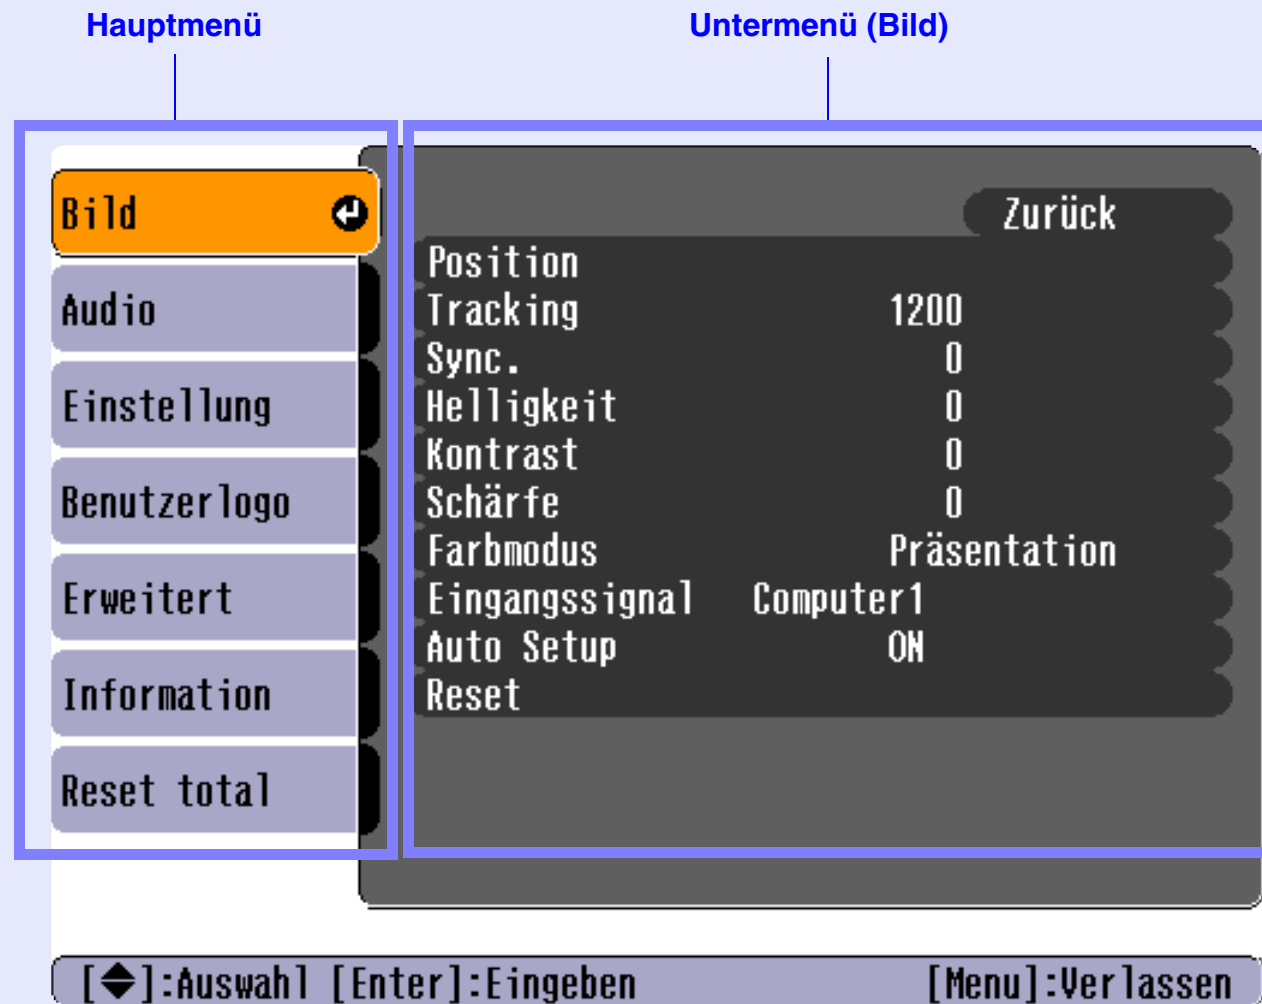 Hauptmenü
Untermenü (Bild)
Bild
Audio
Einstellung
Benutzerlogo
Erweitert
Information
Reset total
Zurück
Position
Tracking 1200
Sync. 0
Helligkeit 0
Kontrast 0
Schärfe 0
Farbmodus Präsentation
Eingangssignal Computer1
Auto Setup ON
Reset
[◆]:Auswahl [Enter]:Eingeben [Menu]:Verlassen